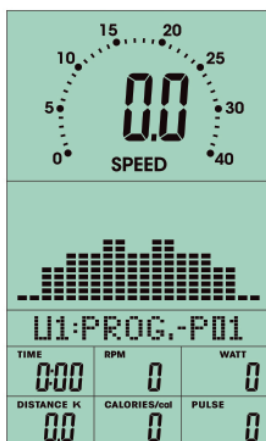 15 20
10 25
5 0.0 30
0 SPEED 40
U1:PROG.-P01
TIME RPM WATT
0:00 0 0
DISTANCE K CALORIES/cal PULSE
0.0 0 0